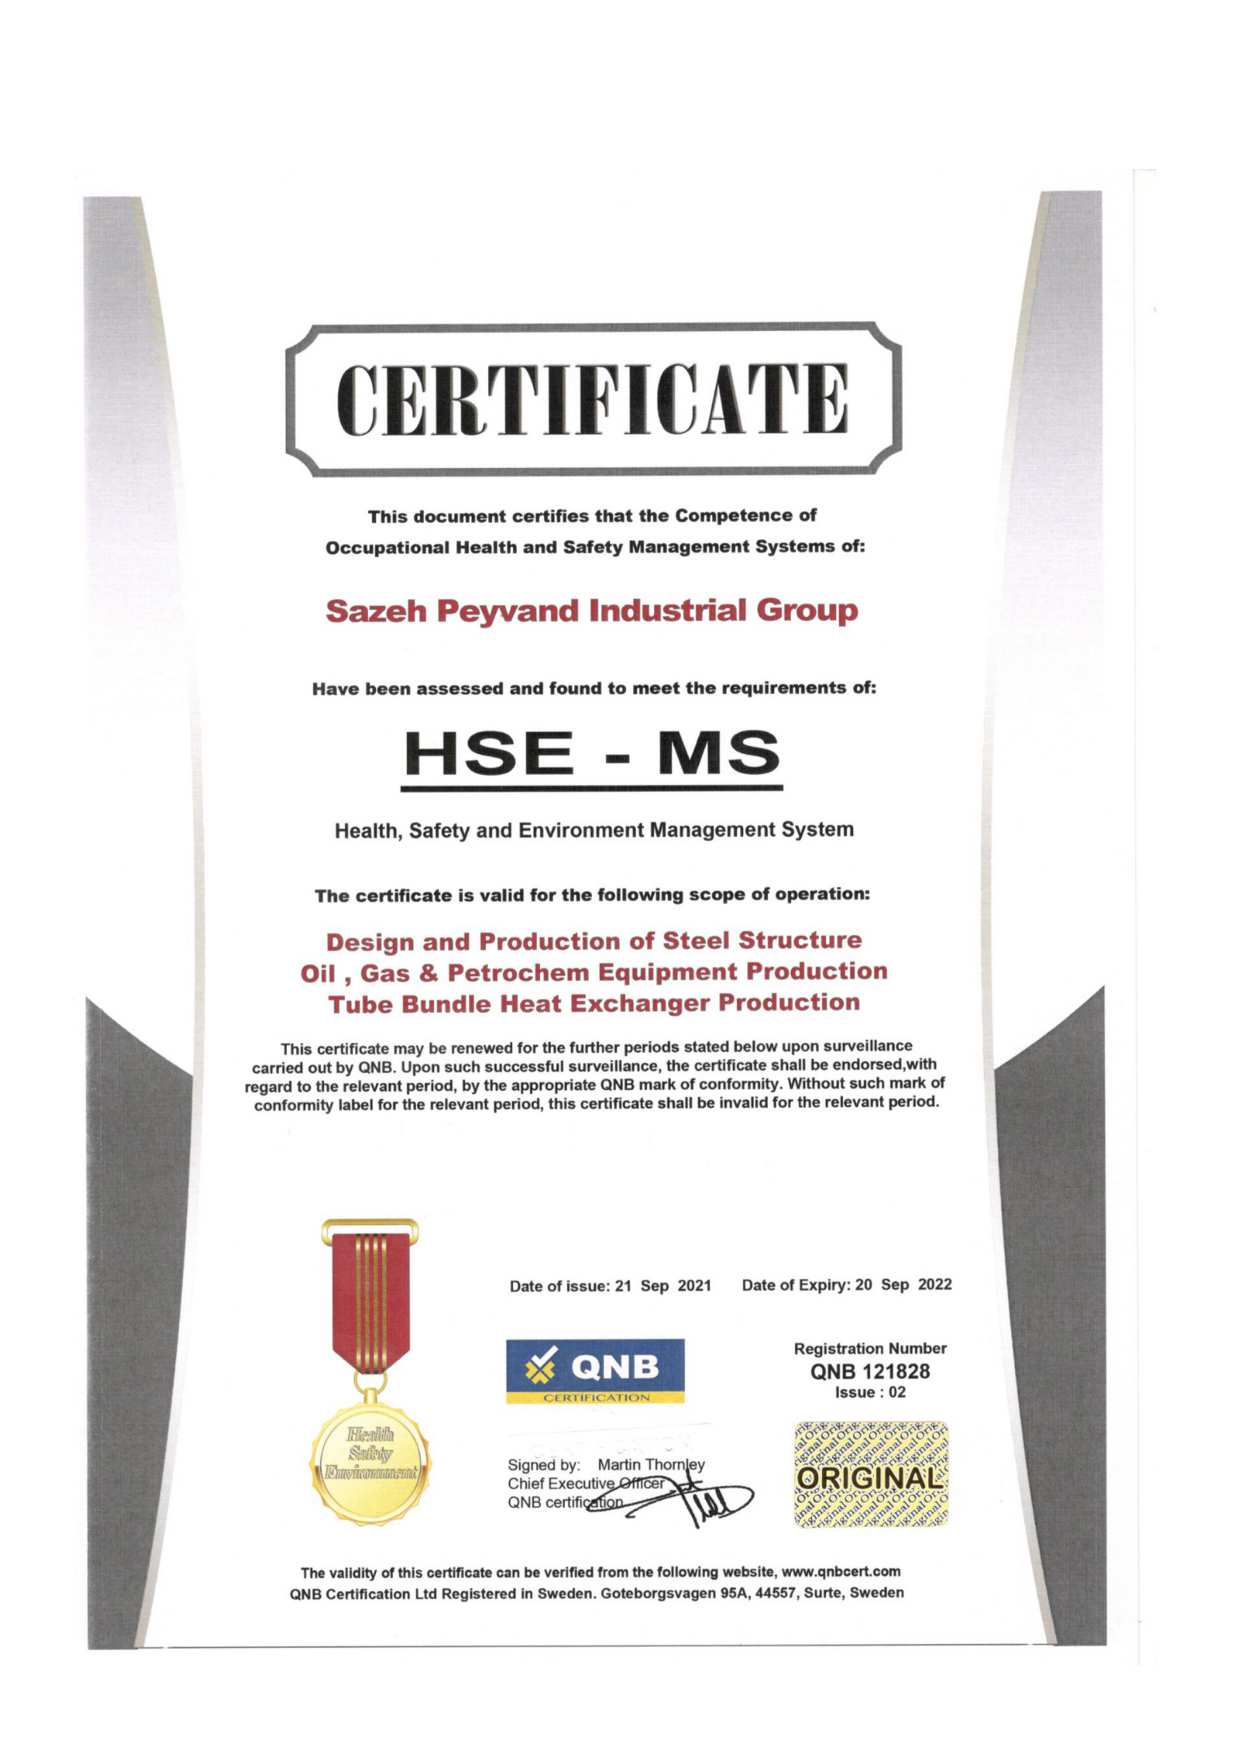 CERTIFICATE
This document certifies that the Competence of
Occupational Health and Safety Management Systems of:
Sazeh Peyvand Industrial Group
Have been assessed and found to meet the requirements of:
HSE - MS
Health, Safety and Environment Management System
The certificate is valid for the following scope of operation:
Design and Production of Steel Structure
Oil , Gas & Petrochem Equipment Production
Tube Bundle Heat Exchanger Production
This certificate may be renewed for the further periods stated below upon surveillance
carried out by QNB. Upon such successful surveillance, the certificate shall be endorsed,with
regard to the relevant period, by the appropriate QNB mark of conformity. Without such mark of
conformity label for the relevant period, this certificate shall be invalid for the relevant period.
Date of issue: 21 Sep 2021 Date of Expiry: 20 Sep 2022
QNB
CERTIFICATION
Registration Number
QNB 121828
Issue : 02
Health
Safety
Environment
Signed by: Martin Thornley
Chief Executive Officer
QNB certification
ORIGINAL
The validity of this certificate can be verified from the following website, www.qnbcert.com
QNB Certification Ltd Registered in Sweden. Goteborgsvagen 95A, 44557, Surte, Sweden